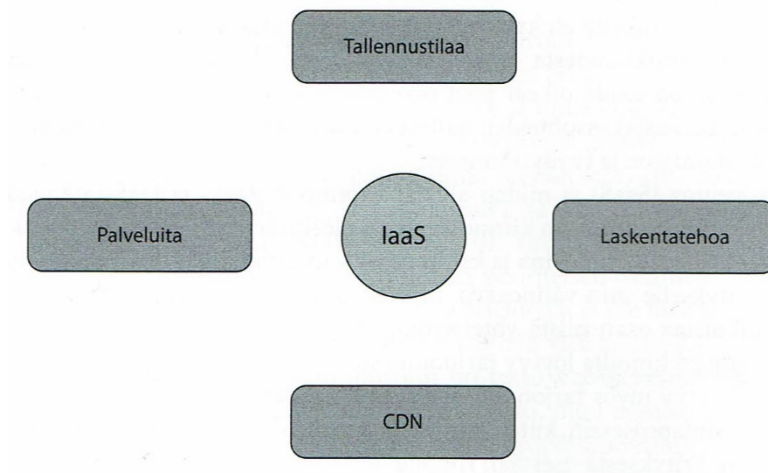 Tallennustilaa
Palveluita
IaaS
Laskentatehoa
CDN